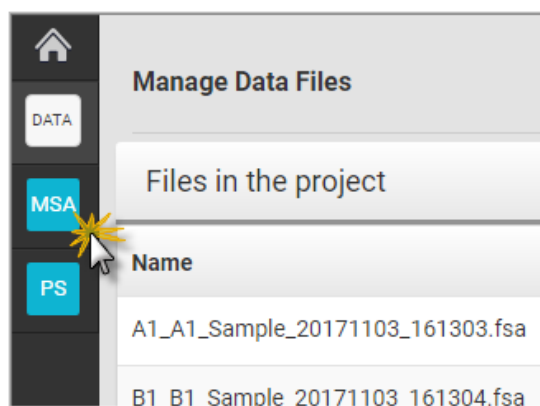 Manage Data Files
DATA
Files in the project
MSA
Name
PS
A1_A1_Sample_20171103_161303.fsa
B1_B1_Sample_20171103_161304.fsa